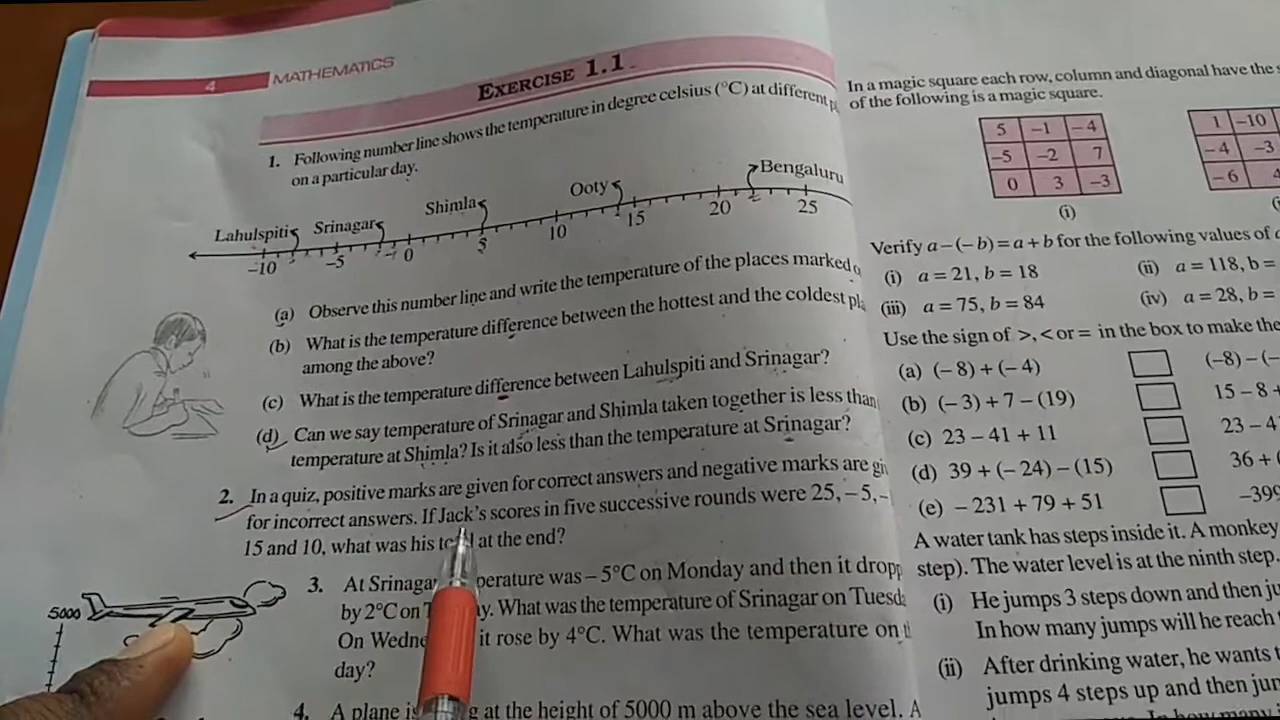 4 MATHEMATICS
EXERCISE 1.1
1. Following number line shows the temperature in degree celsius (°C) at different
on a particular day.
Lahulspiti Srinagar Shimla Ooty Bengaluru
–10 –5 0 5 10 15 20 25
(a) Observe this number line and write the temperature of the places marked
(b) What is the temperature difference between the hottest and the coldest
among the above?
(c) What is the temperature difference between Lahulspiti and Srinagar?
(d) Can we say temperature of Srinagar and Shimla taken together is less than
temperature at Shimla? Is it also less than the temperature at Srinagar?
2. In a quiz, positive marks are given for correct answers and negative marks are
for incorrect answers. If Jack's scores in five successive rounds were 25, – 5, –
15 and 10, what was his at the end?
3. At was – 5°C on Monday and then it
by 2°C on What was the temperature of Srinagar on
On it rose by 4°C. What was the temperature on
day?
4. A plane at the height of 5000 m above the sea level. A
5000
In a magic square each row, column and diagonal have the
of the following is a magic square.
5 –1 –4
–5 –2 7
0 3 –3
(i)
1 –10
–4 –3
–6
Verify a – (– b) = a + b for the following values of
(i) a = 21, b = 18
(ii) a = 118, b =
(iii) a = 75, b = 84
(iv) a = 28, b =
Use the sign of >, < or = in the box to make the
(a) (– 8) + (– 4) (–8) – (–
(b) (– 3) + 7 – (19) 15 – 8 +
(c) 23 – 41 + 11 23 – 4
(d) 39 + (– 24) – (15) 36 + (
(e) – 231 + 79 + 51 –399
A water tank has steps inside it. A monkey
step). The water level is at the ninth step.
(i) He jumps 3 steps down and then
In how many jumps will he reach
(ii) After drinking water, he wants
jumps 4 steps up and then